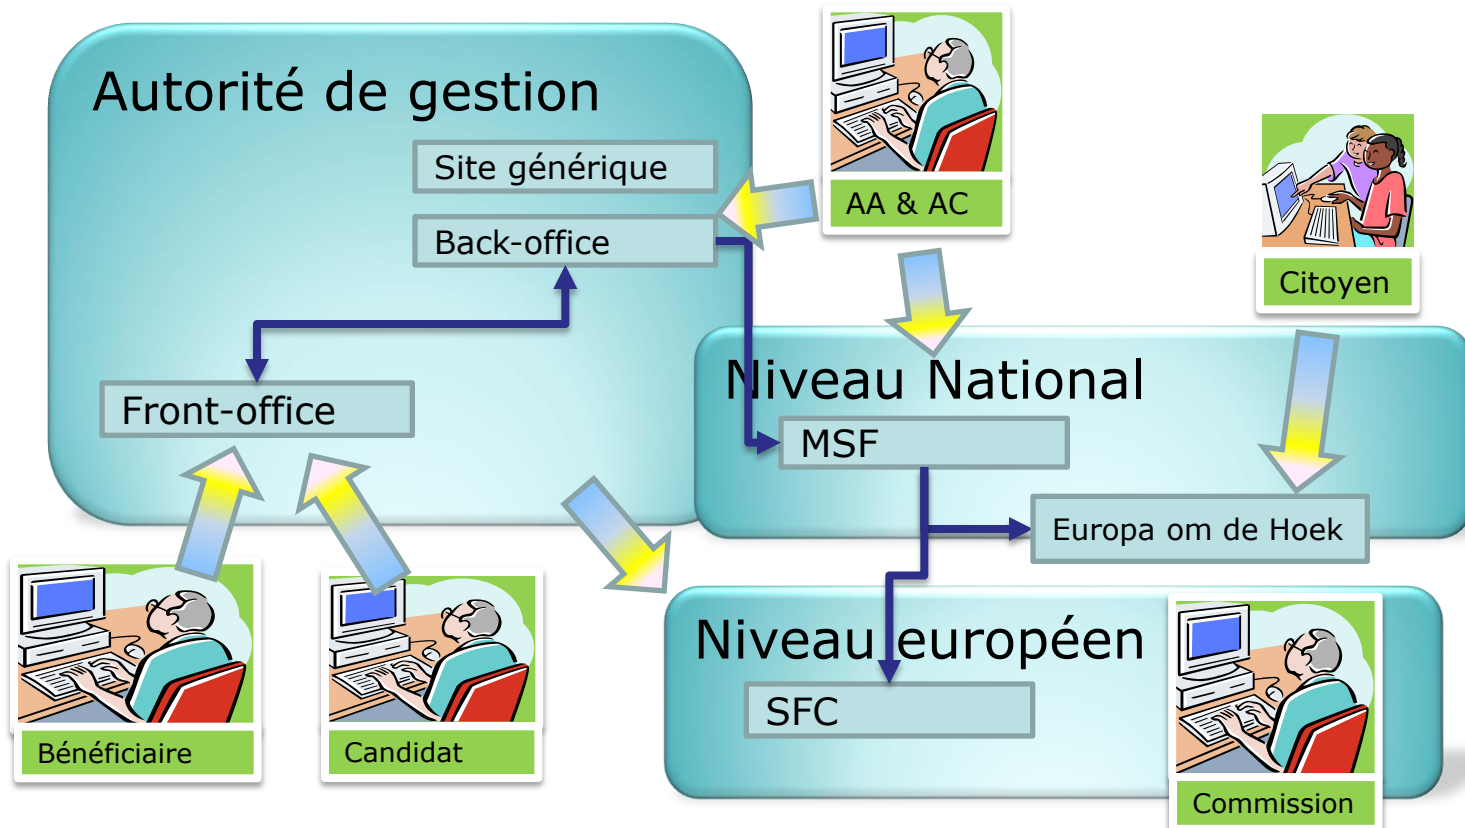 Autorité de gestion
Site générique
AA & AC
Back-office
Citoyen
Niveau National
Front-office
MSF
Europa om de Hoek
Niveau européen
SFC
Bénéficiaire
Candidat
Commission